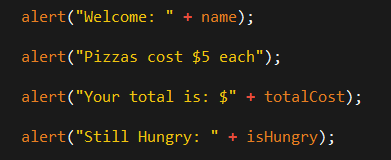 alert("Welcome: " + name);
alert("Pizzas cost $5 each");
alert("Your total is: $" + totalCost);
alert("Still Hungry: " + isHungry);